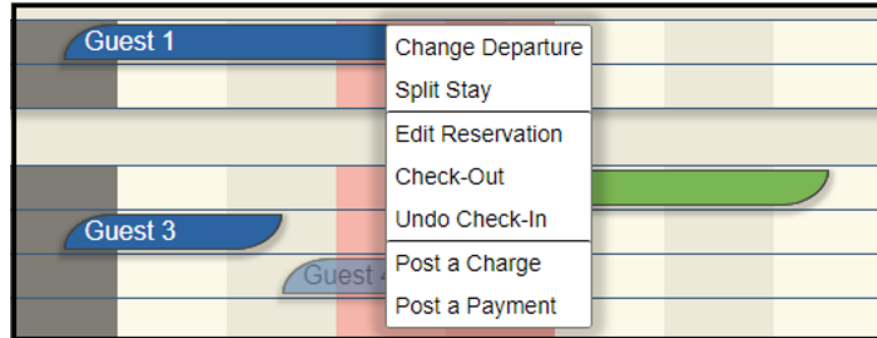 Guest 1
Change Departure
Split Stay
Edit Reservation
Check-Out
Undo Check-In
Guest 3
Post a Charge
Guest
Post a Payment